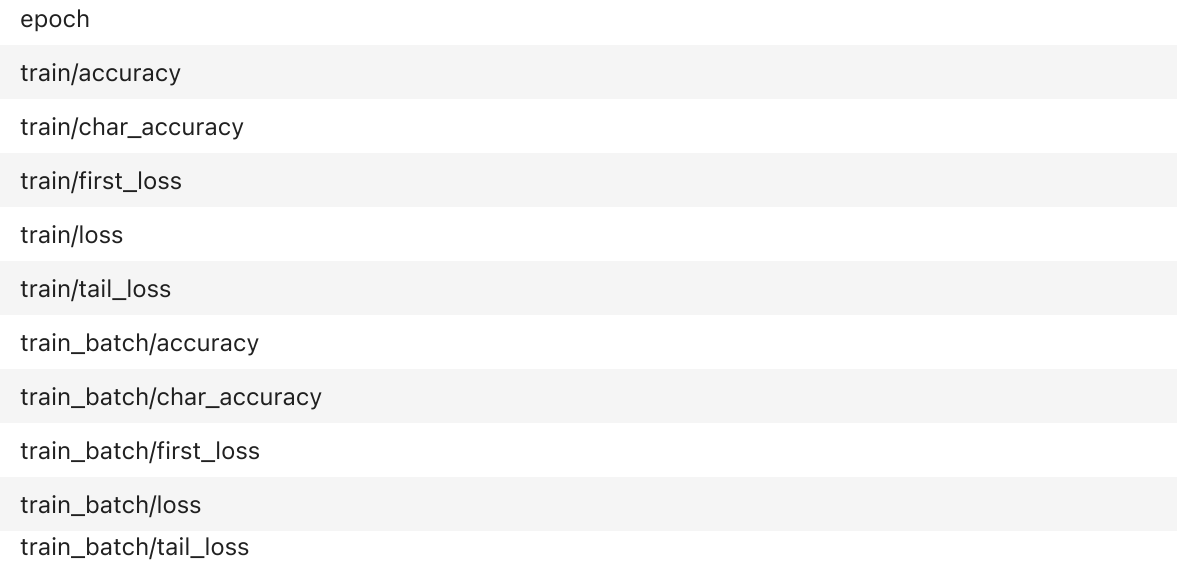 epoch
train/accuracy
train/char_accuracy
train/first_loss
train/loss
train/tail_loss
train_batch/accuracy
train_batch/char_accuracy
train_batch/first_loss
train_batch/loss
train_batch/tail_loss